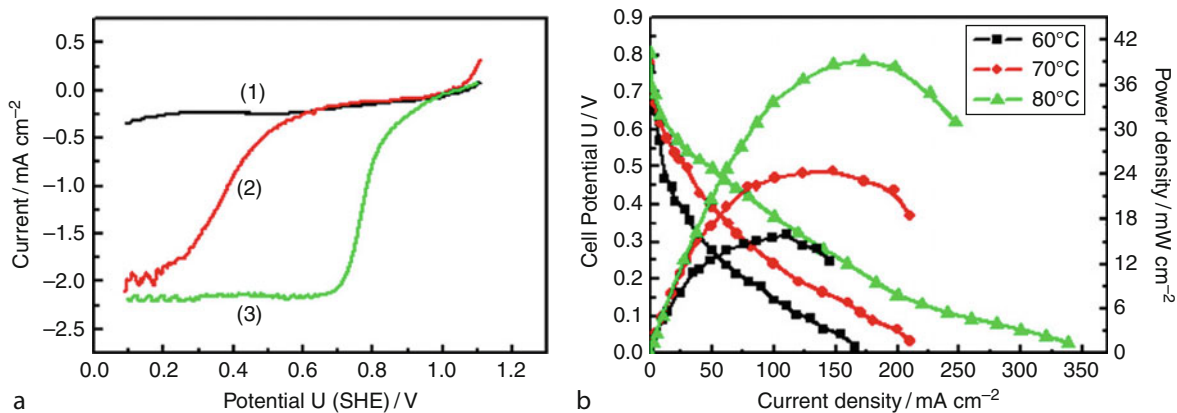 0.5
0.0
−0.5
−1.0
−1.5
−2.0
−2.5
Current / mA cm⁻²
(1)
(2)
(3)
0.0 0.2 0.4 0.6 0.8 1.0 1.2
Potential U (SHE) / V
a
0.9
0.8
0.7
0.6
0.5
0.4
0.3
0.2
0.1
0.0
Cell Potential U / V
60°C
70°C
80°C
42
36
30
24
18
12
6
0
Power density / mW cm⁻²
0 50 100 150 200 250 300 350
Current density / mA cm⁻²
b